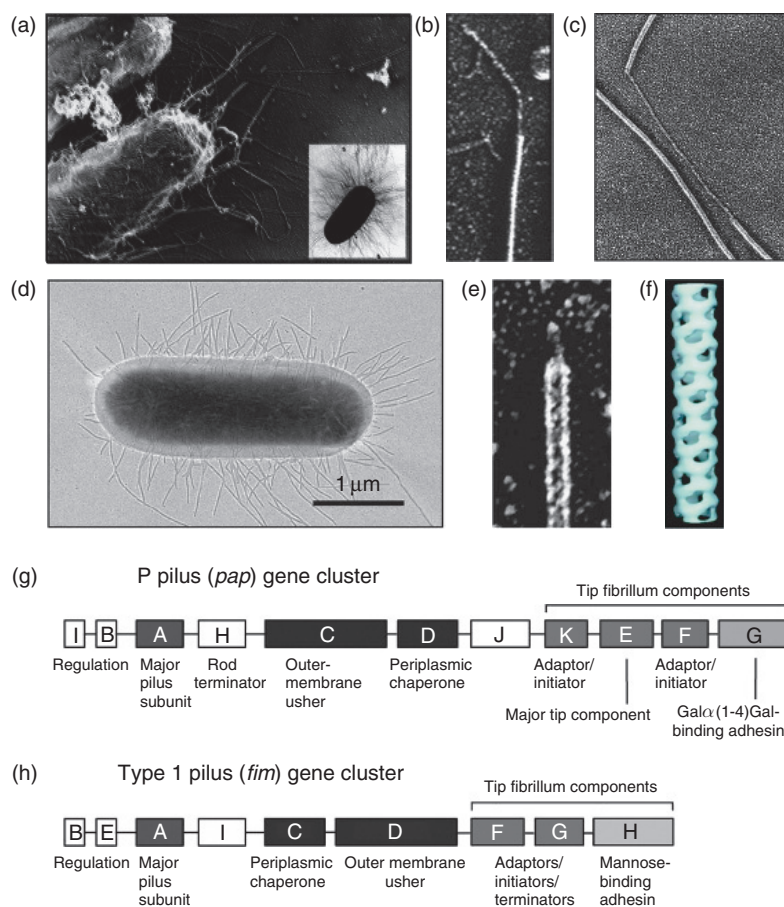 (a)
(b)
(c)
(d)
1 μm
(e)
(f)
(g)
P pilus (pap) gene cluster
Tip fibrillum components
I B A H C D J K E F G
Regulation
Major
pilus
subunit
Rod
terminator
Outer-
membrane
usher
Periplasmic
chaperone
Adaptor/
initiator
Major tip component
Adaptor/
initiator
Galα(1-4)Gal-
binding adhesin
(h)
Type 1 pilus (fim) gene cluster
Tip fibrillum components
B E A I C D F G H
Regulation
Major
pilus
subunit
Periplasmic
chaperone
Outer membrane
usher
Adaptors/
initiators/
terminators
Mannose-
binding
adhesin